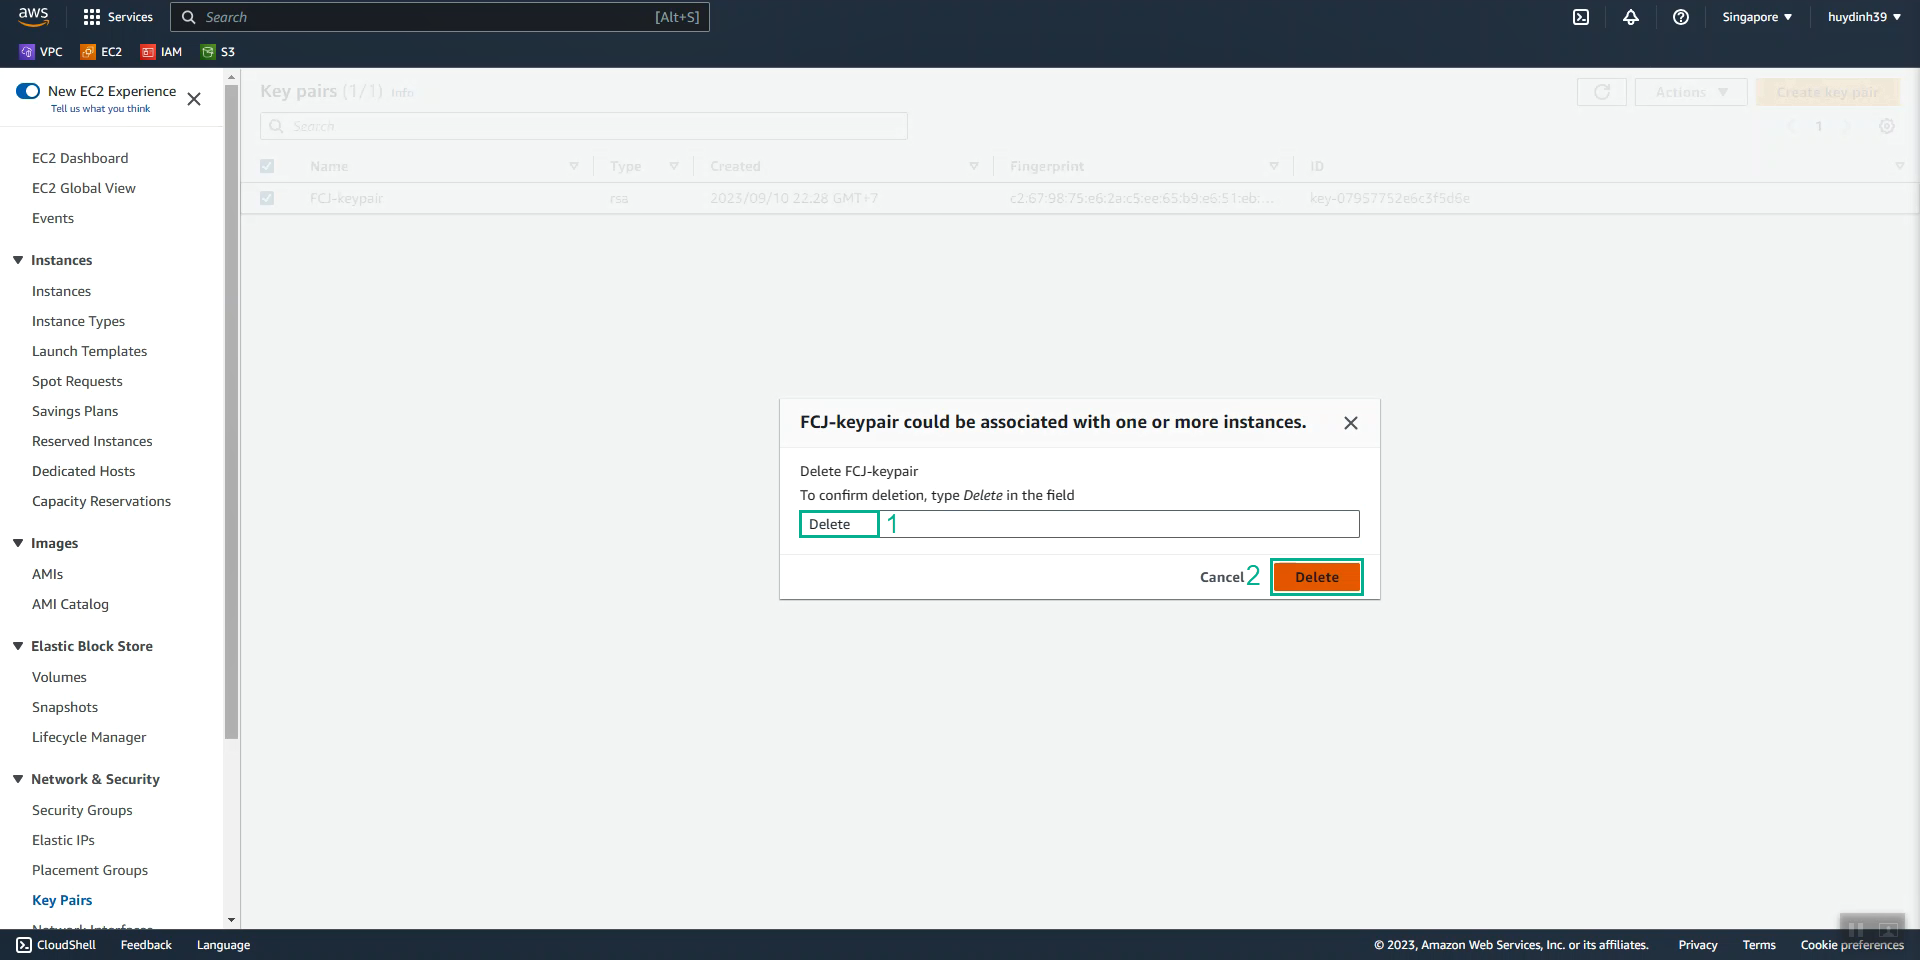 aws
Services
Search
[Alt+S]
Singapore
huydinh39
VPC
EC2
IAM
S3
New EC2 Experience
Tell us what you think
EC2 Dashboard
EC2 Global View
Events
Instances
Instances
Instance Types
Launch Templates
Spot Requests
Savings Plans
Reserved Instances
Dedicated Hosts
Capacity Reservations
Images
AMIs
AMI Catalog
Elastic Block Store
Volumes
Snapshots
Lifecycle Manager
Network & Security
Security Groups
Elastic IPs
Placement Groups
Key Pairs
Network Interfaces
Key pairs (1/1) Info
Actions
Create key pair
Search
1
Name
Type
Created
Fingerprint
ID
FCJ-keypair
rsa
2023/09/10 22:28 GMT+7
c2:67:98:75:e6:2a:c5:ee:65:b9:e6:51:eb: ...
key-07957752e6c3f5d6e
FCJ-keypair could be associated with one or more instances.
Delete FCJ-keypair
To confirm deletion, type Delete in the field
Delete 1
Cancel 2 Delete
CloudShell
Feedback
Language
© 2023, Amazon Web Services, Inc. or its affiliates.
Privacy
Terms
Cookie preferences